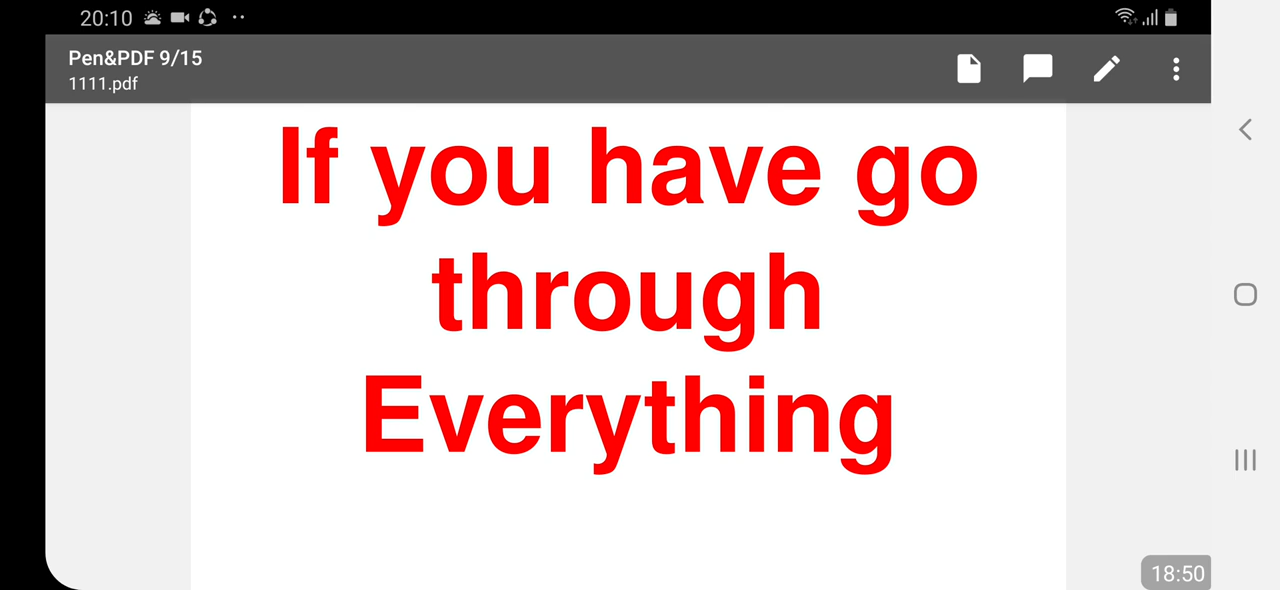 20:10
Pen&PDF 9/15
1111.pdf
If you have go
through
Everything
18:50